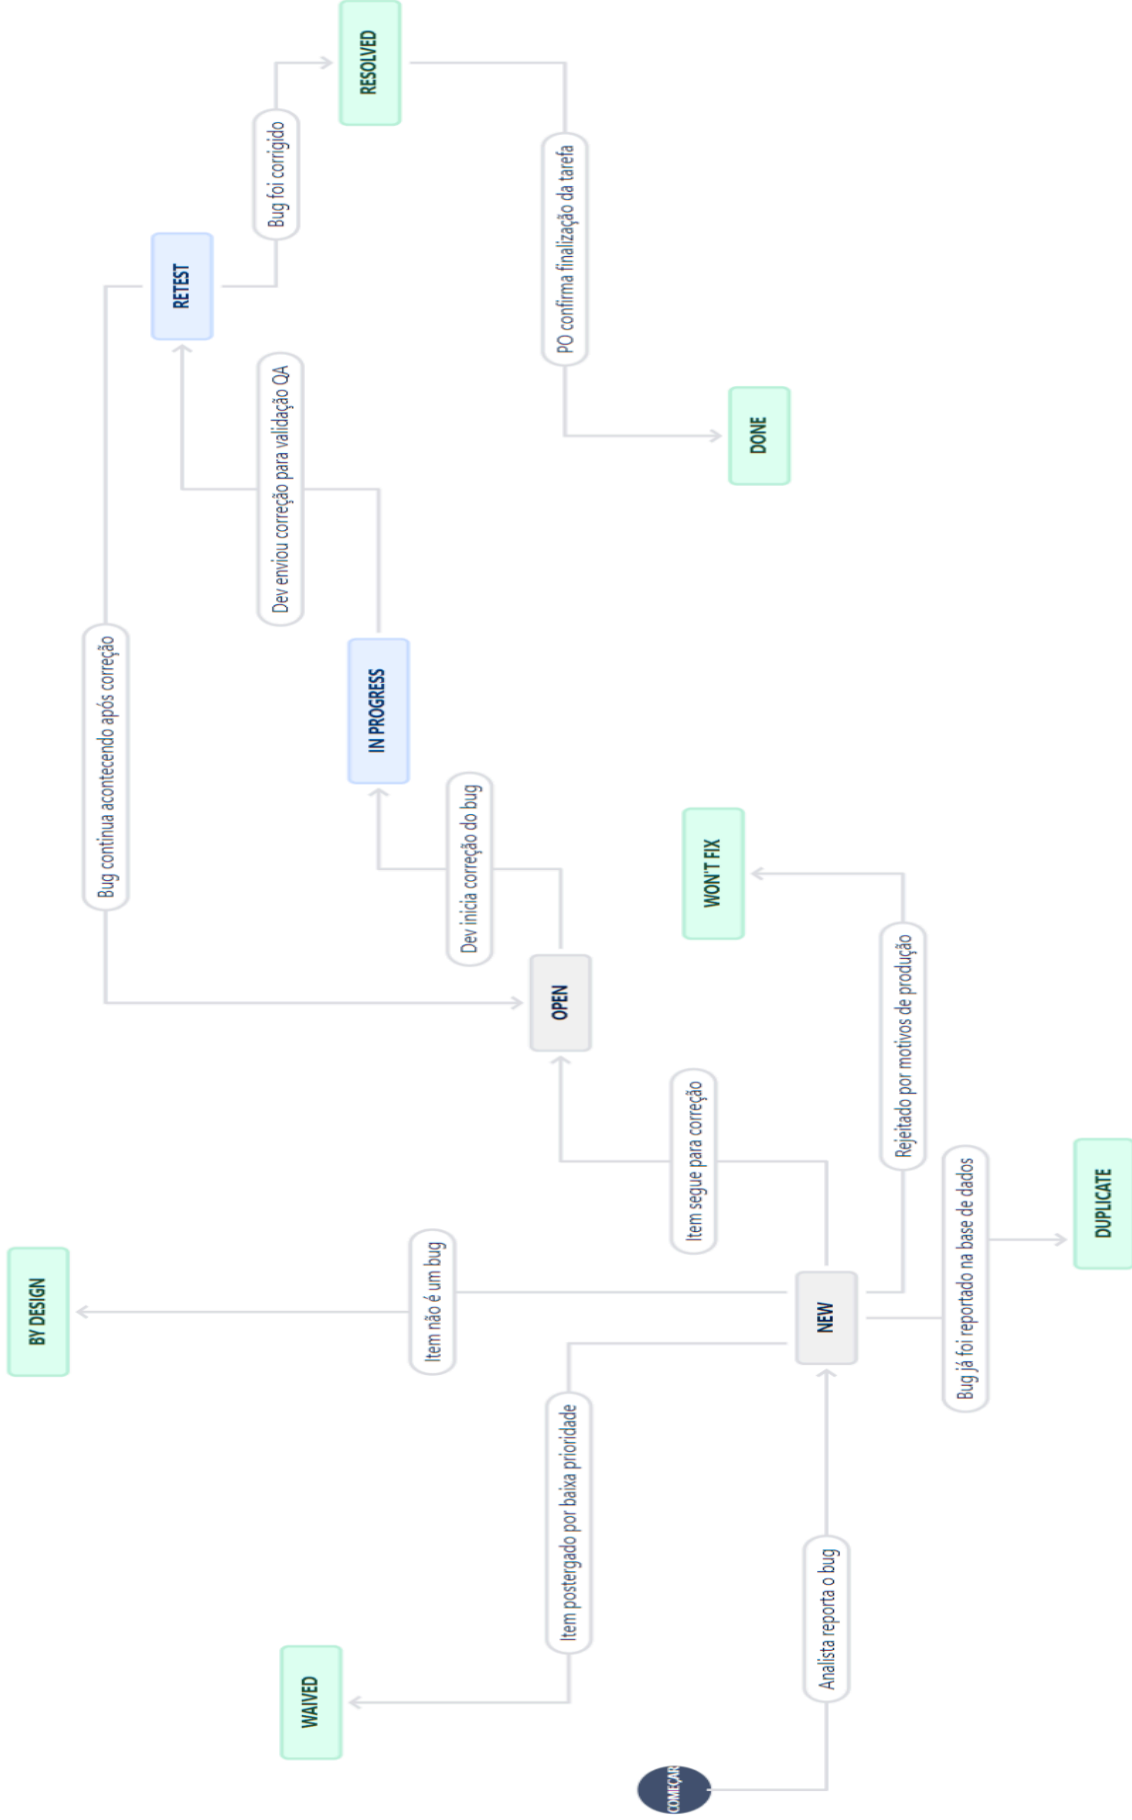 COMEÇAR
Analista reporta o bug
NEW
Item postergado por baixa prioridade
WAIVED
Item não é um bug
BY DESIGN
Bug já foi reportado na base de dados
DUPLICATE
Rejeitado por motivos de produção
WON'T FIX
Item segue para correção
OPEN
Dev inicia correção do bug
IN PROGRESS
Dev enviou correção para validação QA
RETEST
Bug continua acontecendo após correção
Bug foi corrigido
RESOLVED
PO confirma finalização da tarefa
DONE